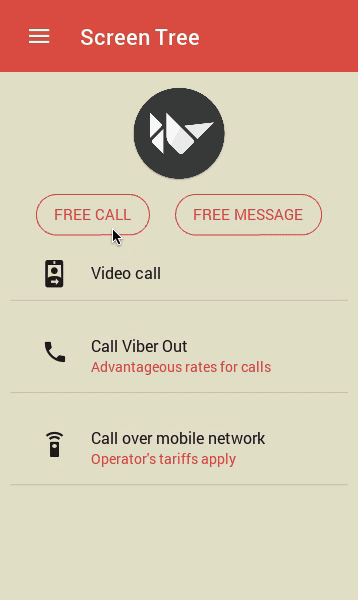 Screen Tree
FREE CALL
FREE MESSAGE
Video call
Call Viber Out
Advantageous rates for calls
Call over mobile network
Operator's tariffs apply